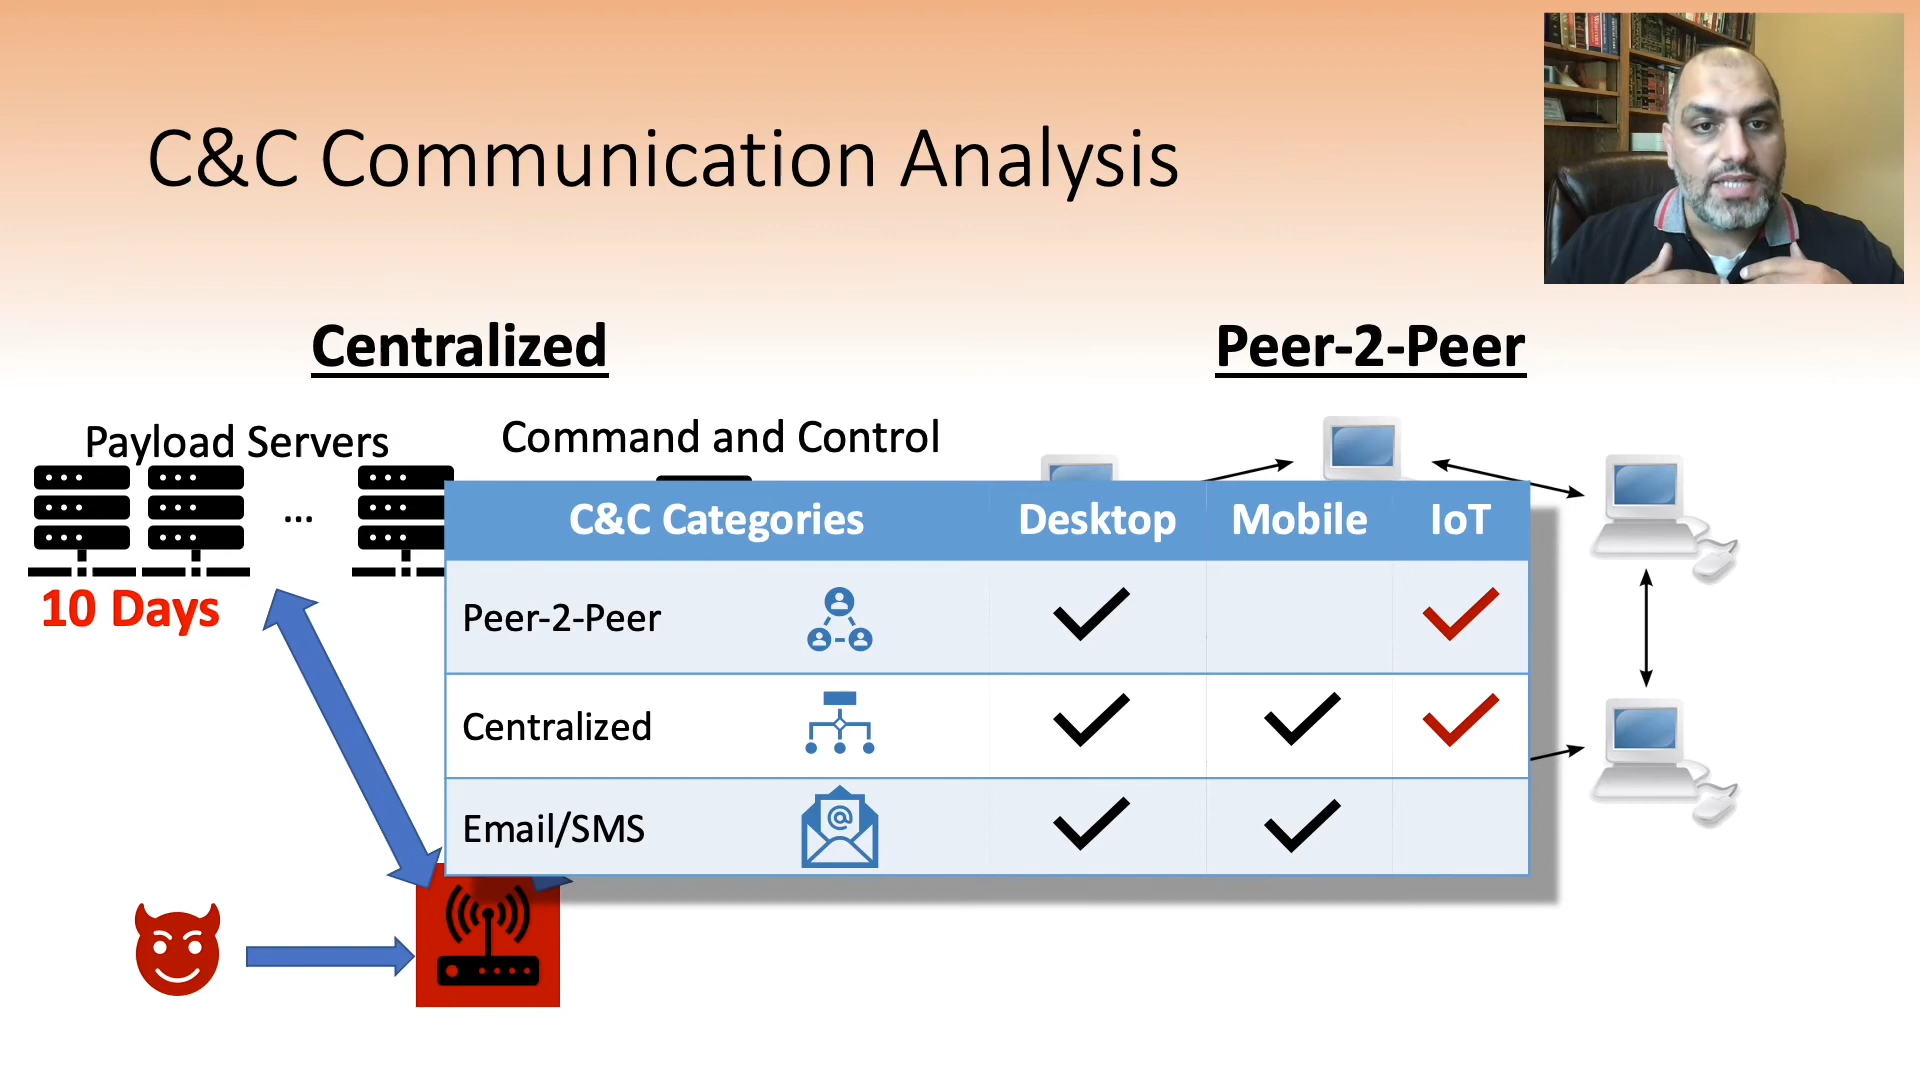 C&C Communication Analysis
Centralized
Peer-2-Peer
Payload Servers
Command and Control
...
10 Days
C&C Categories Desktop Mobile IoT
Peer-2-Peer
Centralized
Email/SMS
@